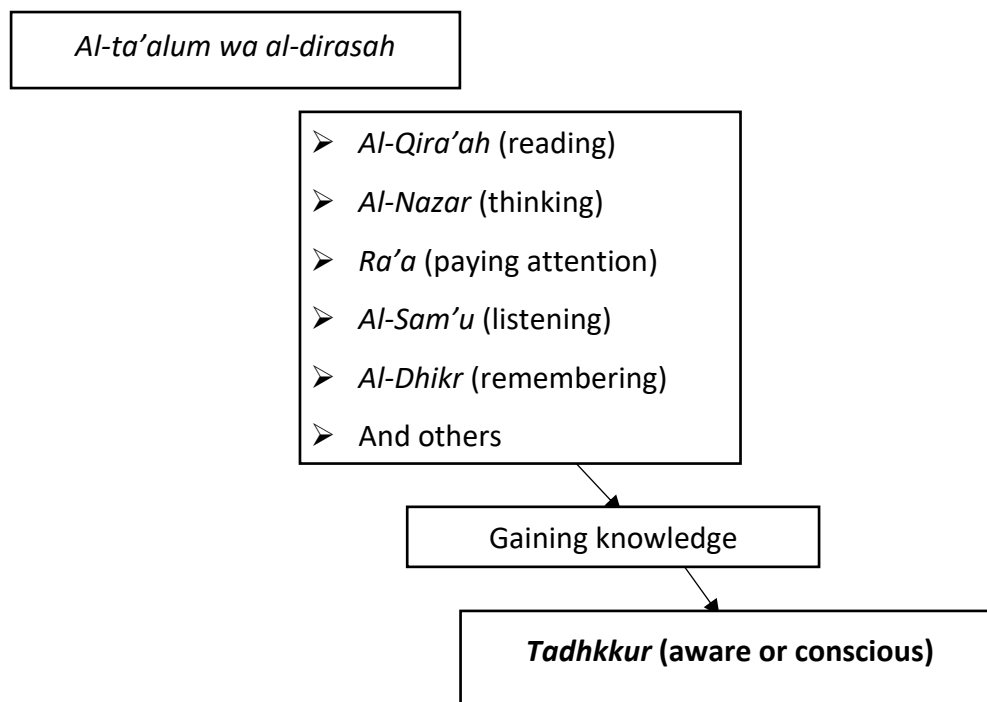 Al-ta’alum wa al-dirasah
➢ Al-Qira’ah (reading)
➢ Al-Nazar (thinking)
➢ Ra’a (paying attention)
➢ Al-Sam’u (listening)
➢ Al-Dhikr (remembering)
➢ And others
Gaining knowledge
Tadhkkur (aware or conscious)